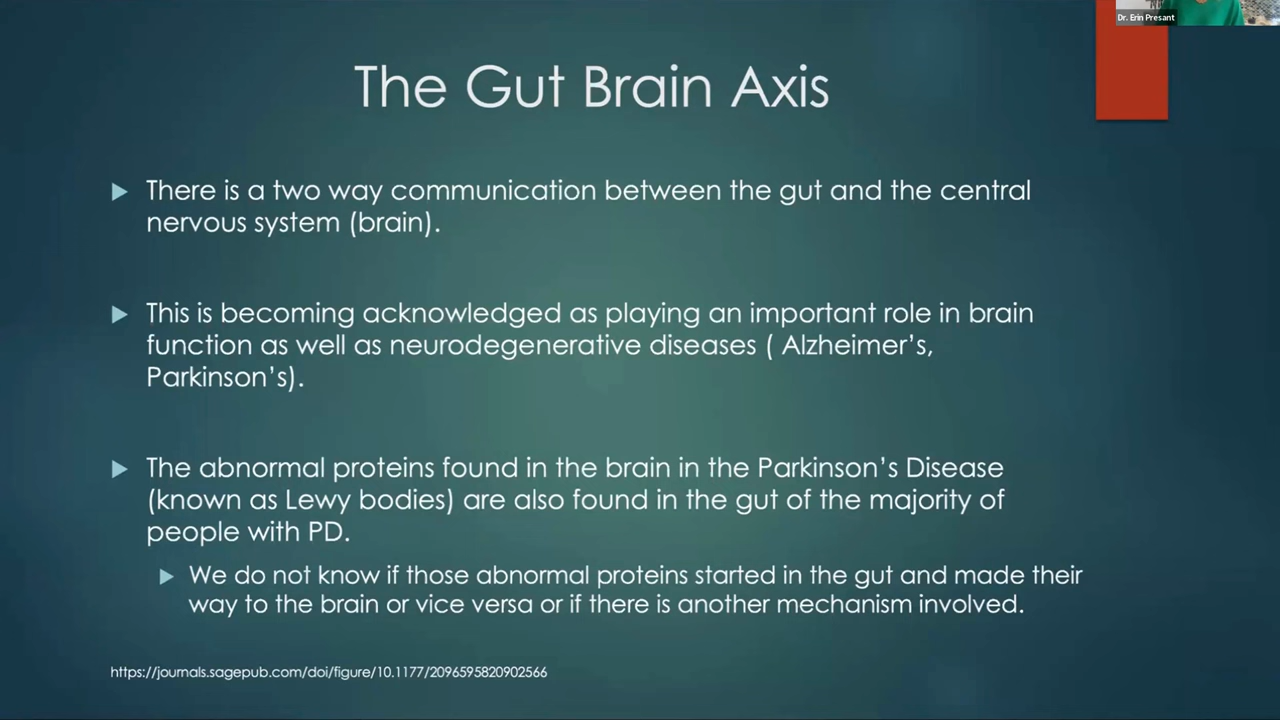 Dr. Erin Presant
The Gut Brain Axis
There is a two way communication between the gut and the central
nervous system (brain).
This is becoming acknowledged as playing an important role in brain
function as well as neurodegenerative diseases ( Alzheimer’s,
Parkinson’s).
The abnormal proteins found in the brain in the Parkinson’s Disease
(known as Lewy bodies) are also found in the gut of the majority of
people with PD.
We do not know if those abnormal proteins started in the gut and made their
way to the brain or vice versa or if there is another mechanism involved.
https://journals.sagepub.com/doi/figure/10.1177/2096595820902566